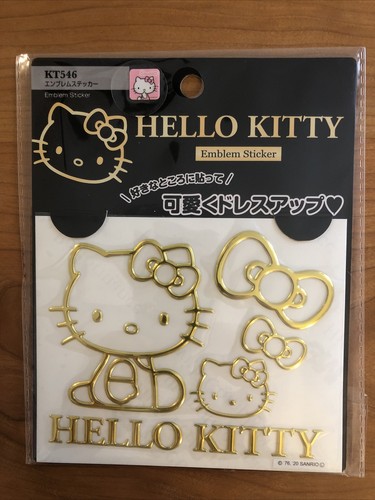 KT546
エンブレムステッカー
Emblem Sticker
HELLO KITTY
Emblem Sticker
好きなところに貼って
可愛くドレスアップ♡
HELLO KITTY
© '76, '20 SANRIO